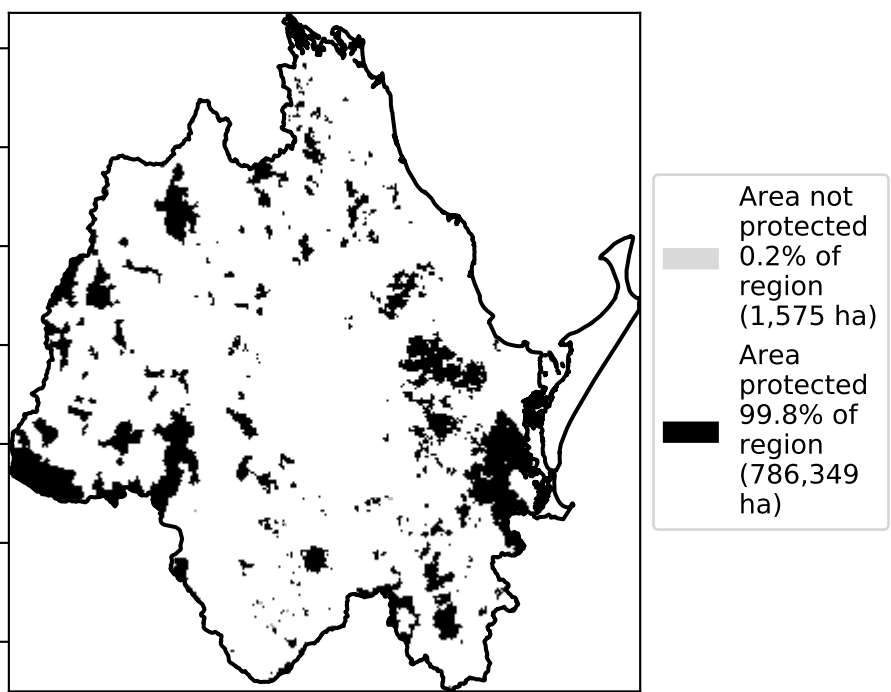 Area not
protected
0.2% of
region
(1,575 ha)
Area
protected
99.8% of
region
(786,349
ha)